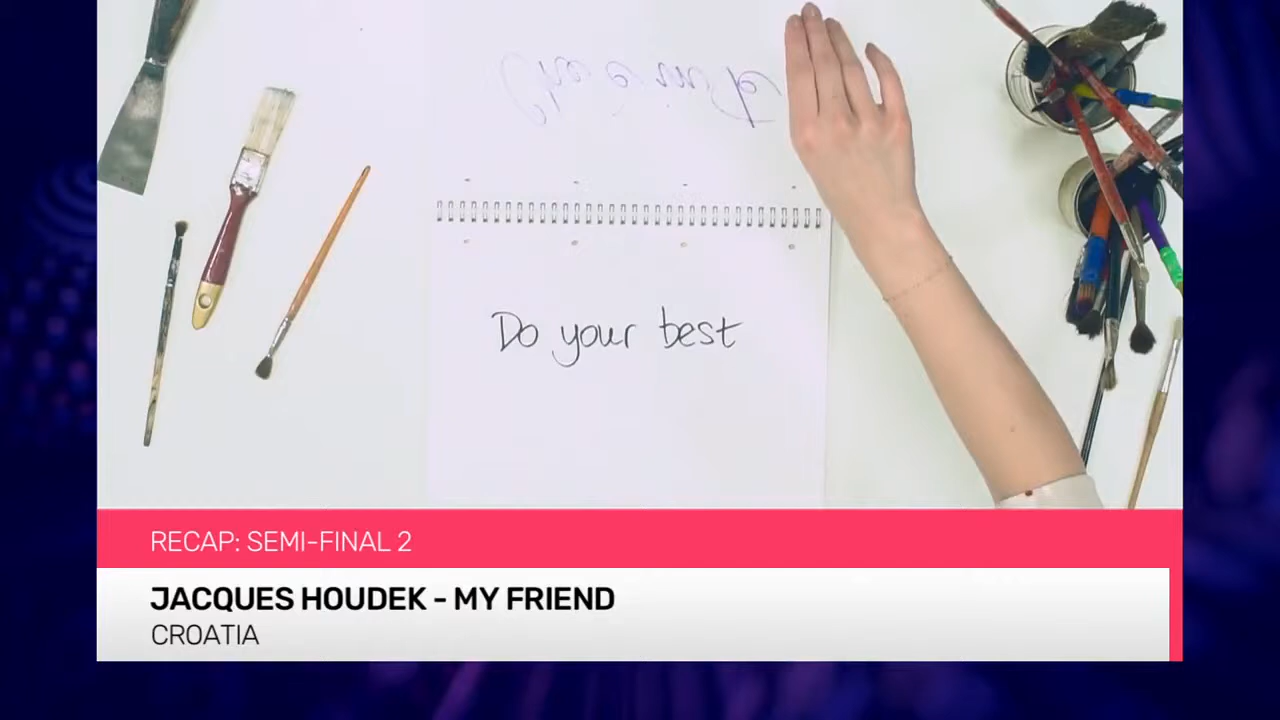 Do your best
RECAP: SEMI-FINAL 2
JACQUES HOUDEK - MY FRIEND
CROATIA